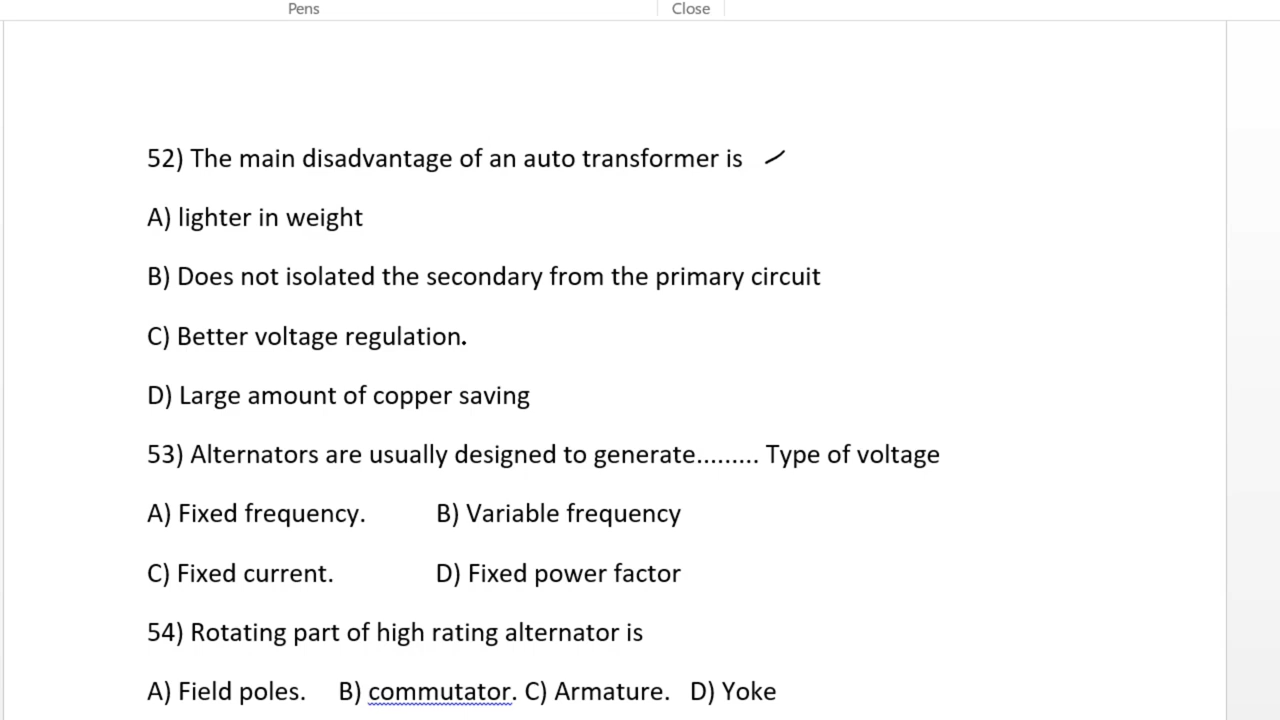 Pens Close
52) The main disadvantage of an auto transformer is
A) lighter in weight
B) Does not isolated the secondary from the primary circuit
C) Better voltage regulation.
D) Large amount of copper saving
53) Alternators are usually designed to generate......... Type of voltage
A) Fixed frequency. B) Variable frequency
C) Fixed current. D) Fixed power factor
54) Rotating part of high rating alternator is
A) Field poles. B) commutator. C) Armature. D) Yoke